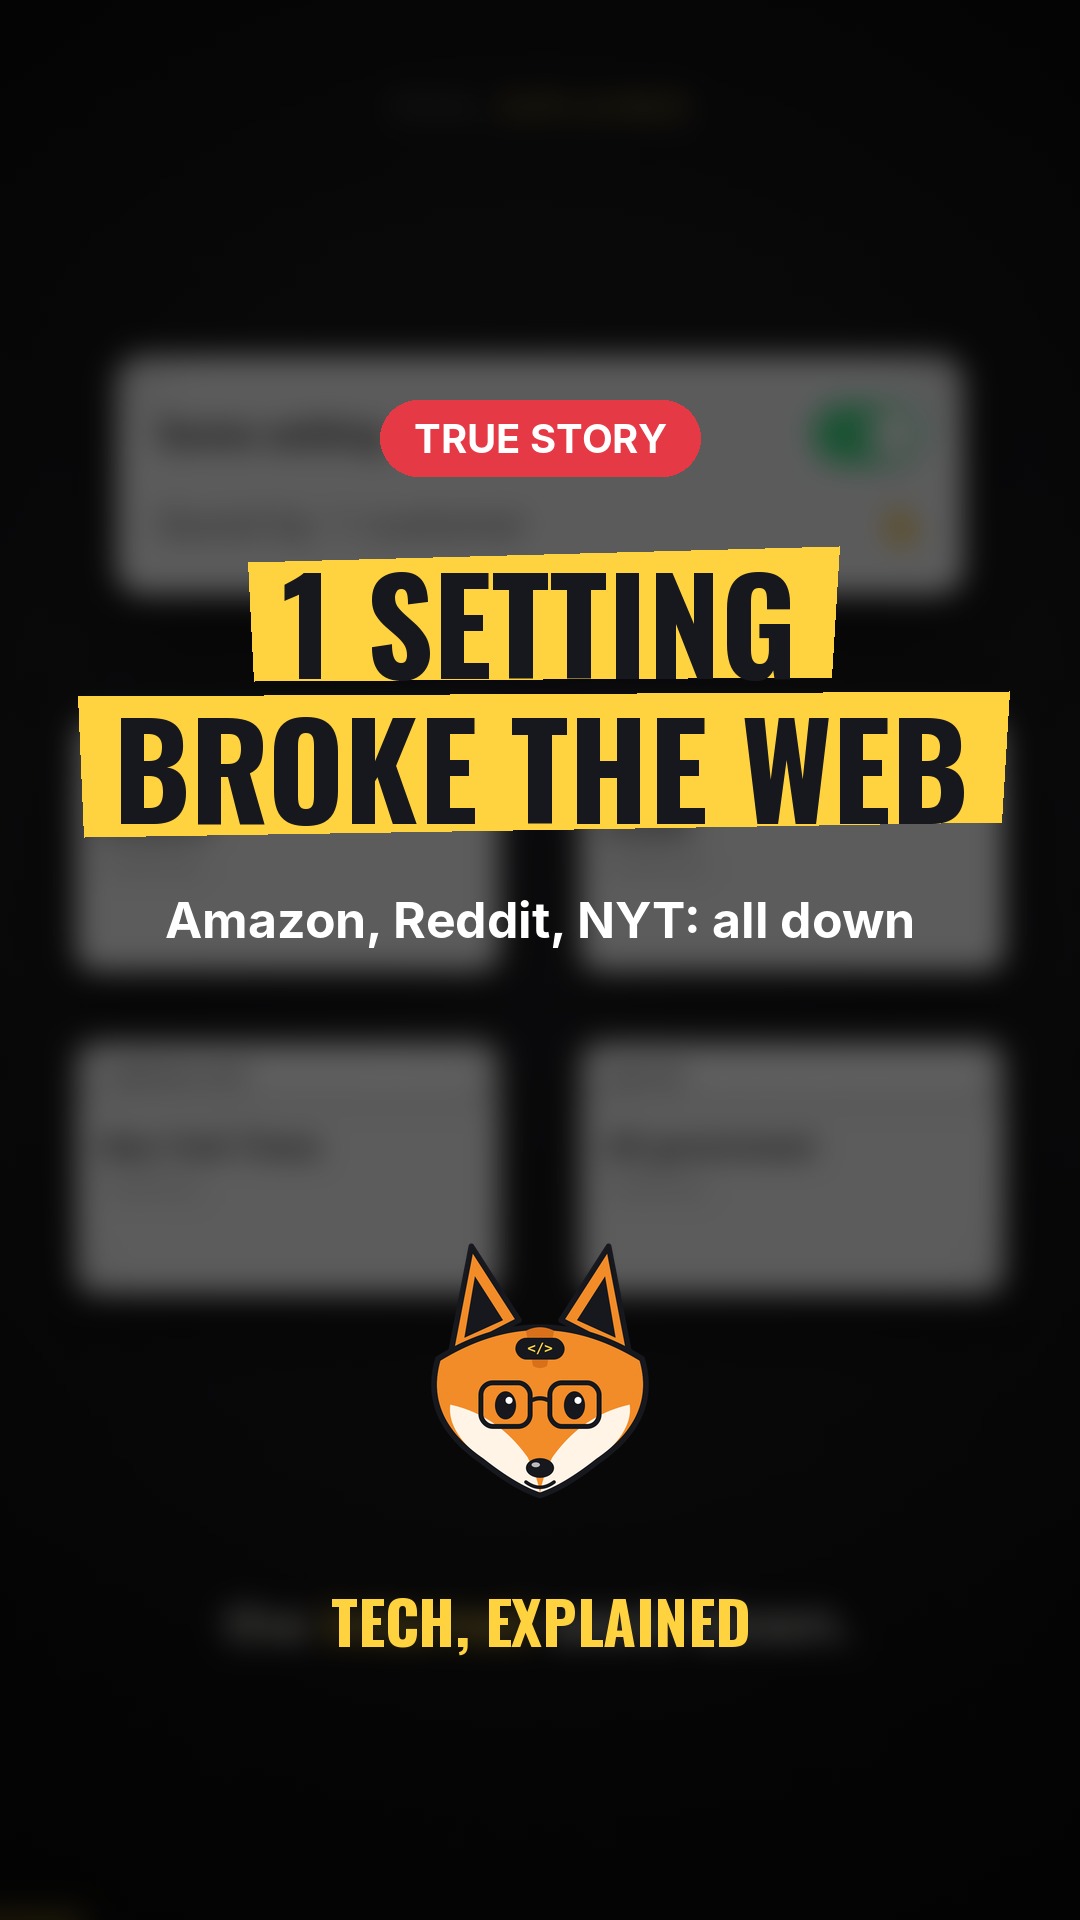 TRUE STORY
1 SETTING
BROKE THE WEB
Amazon, Reddit, NYT: all down
</>
TECH, EXPLAINED